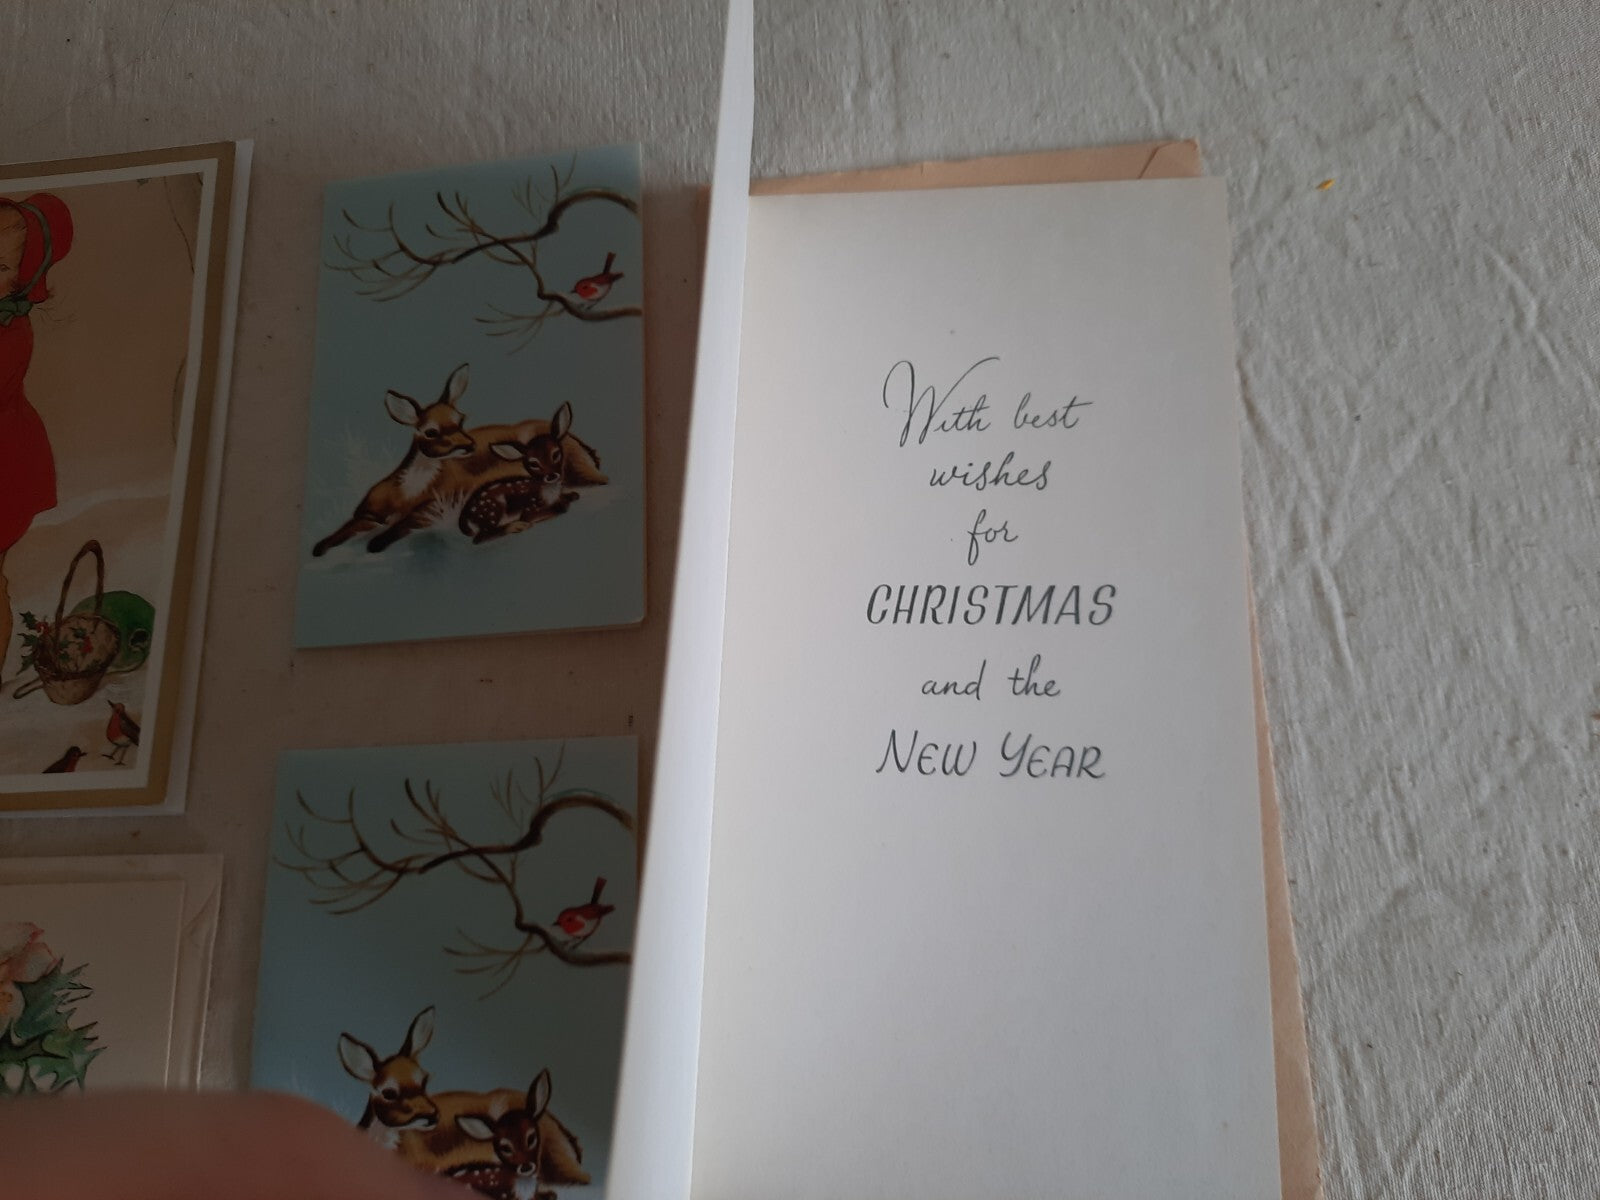 With best
wishes
for
CHRISTMAS
and the
NEW YEAR